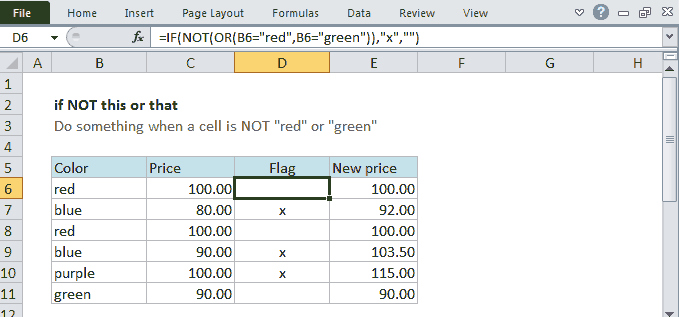 File Home Insert Page Layout Formulas Data Review View
D6 fx =IF(NOT(OR(B6="red",B6="green")),"x","")
A B C D E F G H
1
2 if NOT this or that
3 Do something when a cell is NOT "red" or "green"
4
5 Color Price Flag New price
6 red 100.00 100.00
7 blue 80.00 x 92.00
8 red 100.00 100.00
9 blue 90.00 x 103.50
10 purple 100.00 x 115.00
11 green 90.00 90.00
12